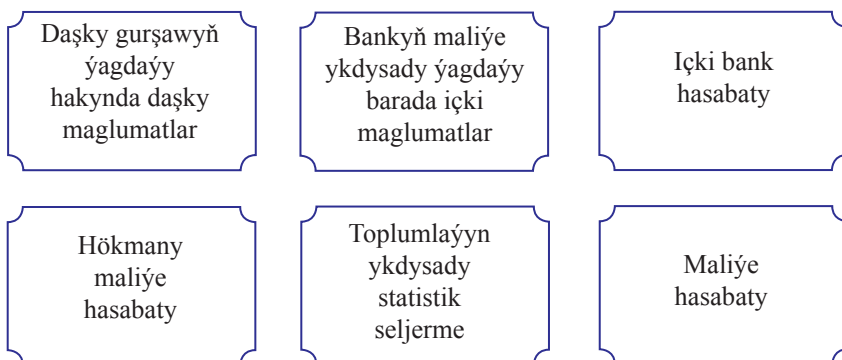 Daşky gurşawyň
ýagdaýy
hakynda daşky
maglumatlar
Bankyň maliýe
ykdysady ýagdaýy
barada içki
maglumatlar
Içki bank
hasabaty
Hökmany
maliýe
hasabaty
Toplumlaýyn
ykdysady
statistik
seljerme
Maliýe
hasabaty